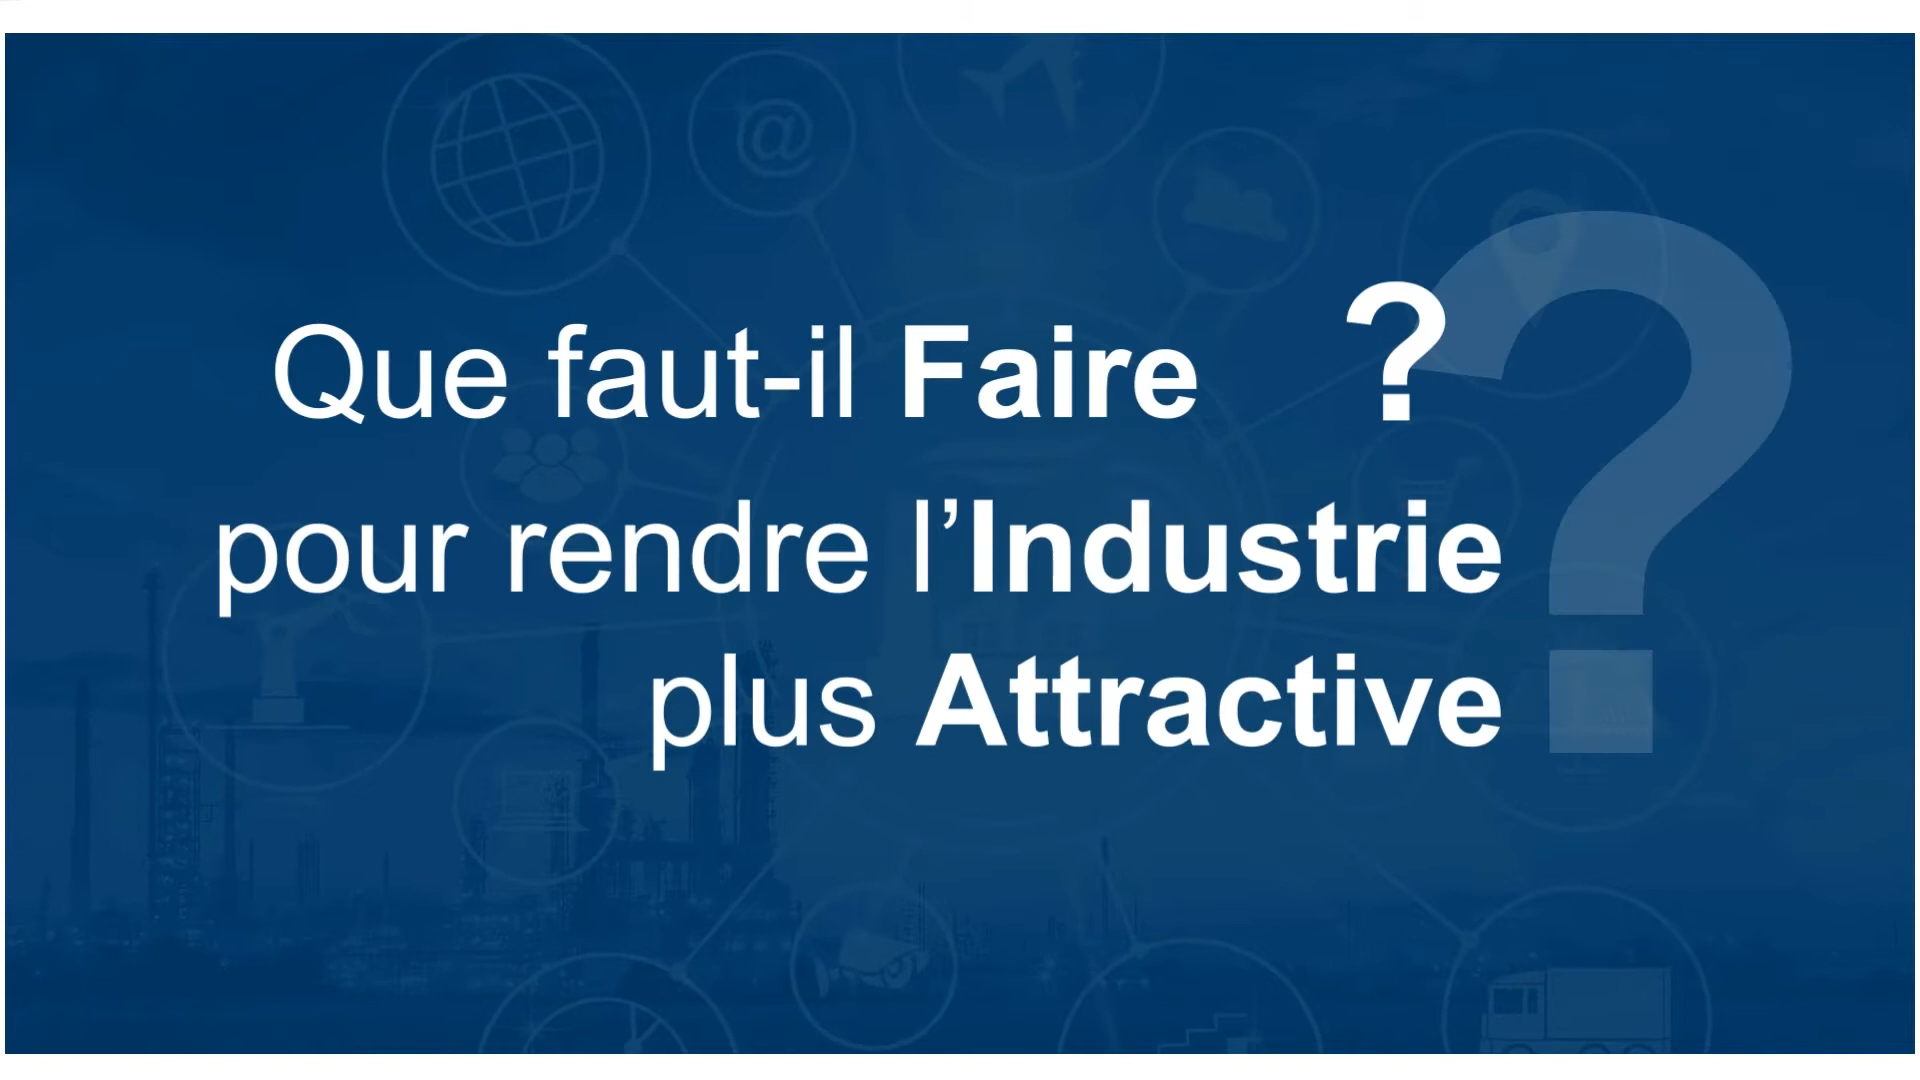 Que faut-il Faire ?
pour rendre l’Industrie
plus Attractive
?
@